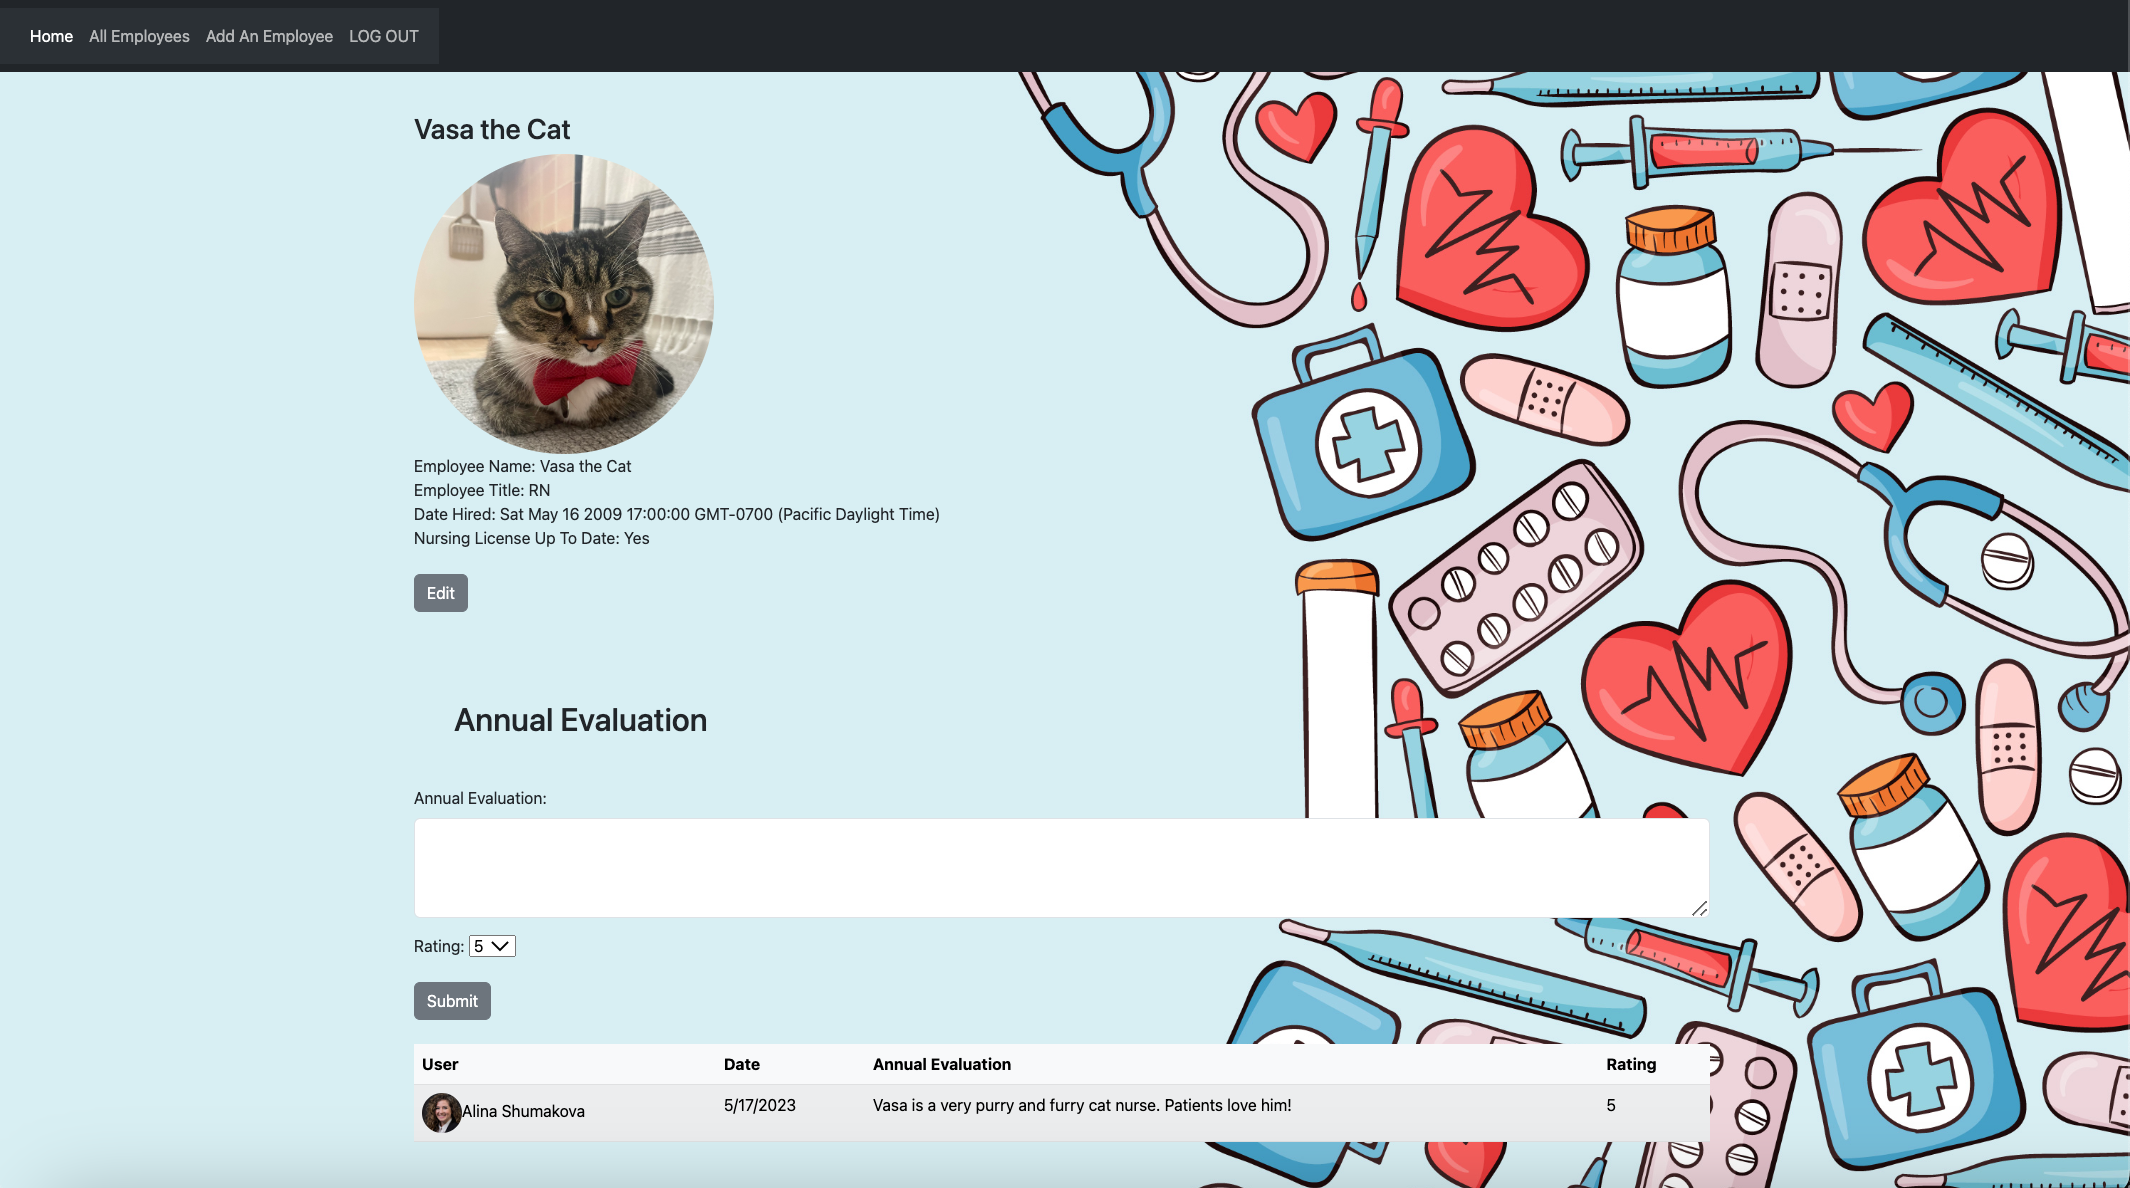 Home All Employees Add An Employee LOG OUT
Vasa the Cat
Employee Name: Vasa the Cat
Employee Title: RN
Date Hired: Sat May 16 2009 17:00:00 GMT-0700 (Pacific Daylight Time)
Nursing License Up To Date: Yes
Edit
Annual Evaluation
Annual Evaluation:
Rating: 5
Submit
User Date Annual Evaluation Rating
Alina Shumakova 5/17/2023 Vasa is a very purry and furry cat nurse. Patients love him! 5